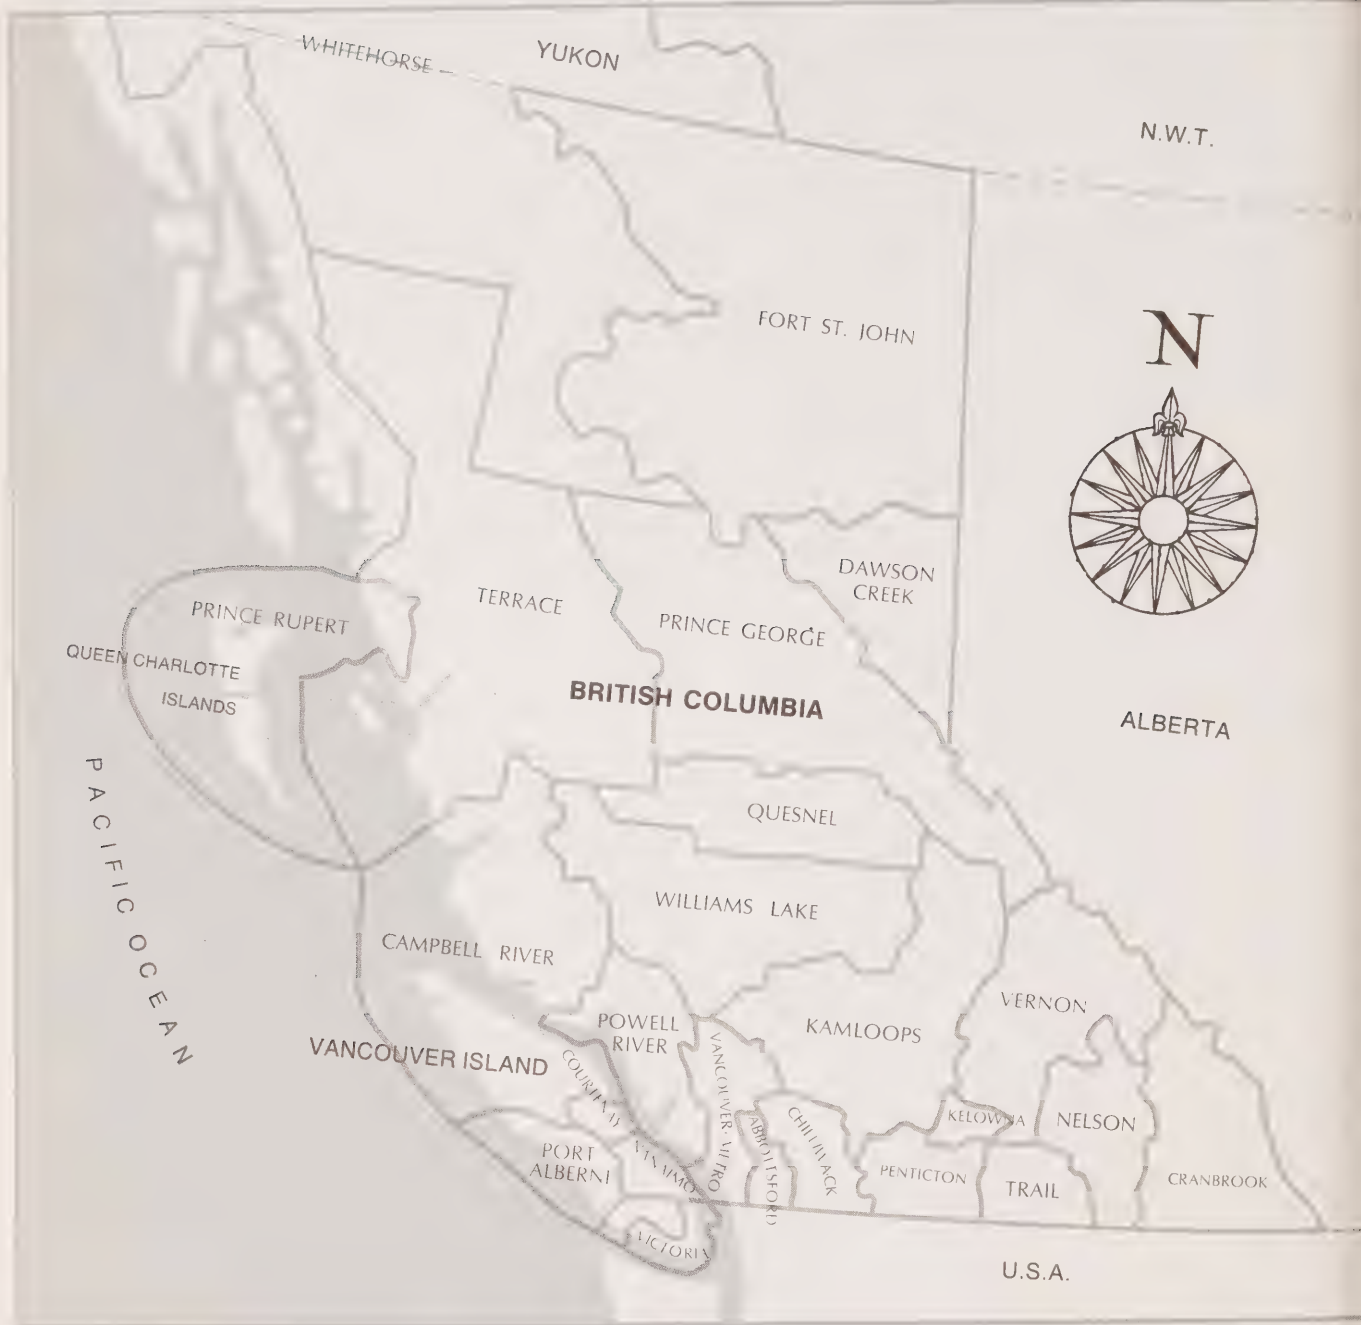 WHITEHORSE
YUKON
N.W.T.
FORT ST. JOHN
N
DAWSON
CREEK
TERRACE
PRINCE RUPERT
PRINCE GEORGE
QUEEN CHARLOTTE
ISLANDS
BRITISH COLUMBIA
ALBERTA
PACIFIC OCEAN
QUESNEL
WILLIAMS LAKE
CAMPBELL RIVER
VERNON
POWELL
RIVER
KAMLOOPS
VANCOUVER ISLAND
COURTENAY
VANCOUVER-METRO
ABBOTSFORD
CHILLIWACK
KELOWNA
NELSON
PORT
ALBERNI
NANAIMO
PENTICTON
TRAIL
CRANBROOK
VICTORIA
U.S.A.